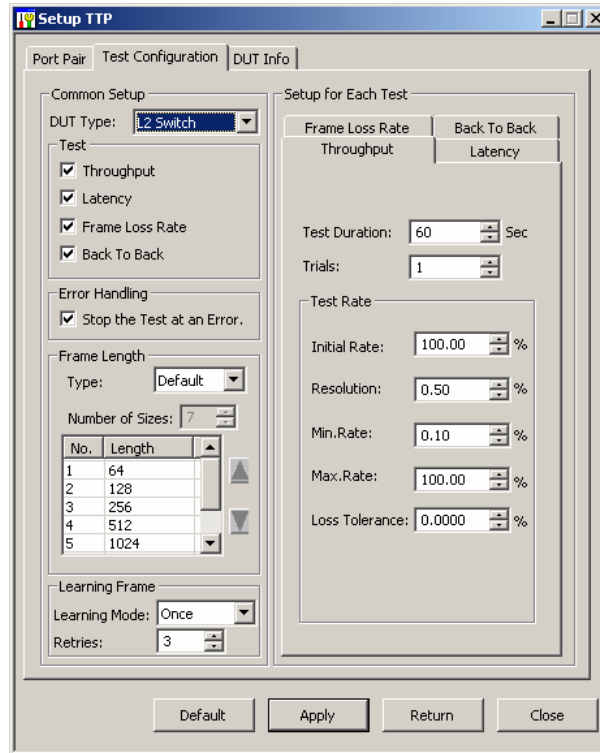 Setup TTP
Port Pair
Test Configuration
DUT Info
Common Setup
DUT Type:
L2 Switch
Test
Throughput
Latency
Frame Loss Rate
Back To Back
Error Handling
Stop the Test at an Error.
Frame Length
Type:
Default
Number of Sizes:
7
No.
Length
1
64
2
128
3
256
4
512
5
1024
Learning Frame
Learning Mode:
Once
Retries:
3
Setup for Each Test
Frame Loss Rate
Back To Back
Throughput
Latency
Test Duration:
60
Sec
Trials:
1
Test Rate
Initial Rate:
100.00
%
Resolution:
0.50
%
Min.Rate:
0.10
%
Max.Rate:
100.00
%
Loss Tolerance:
0.0000
%
Default
Apply
Return
Close